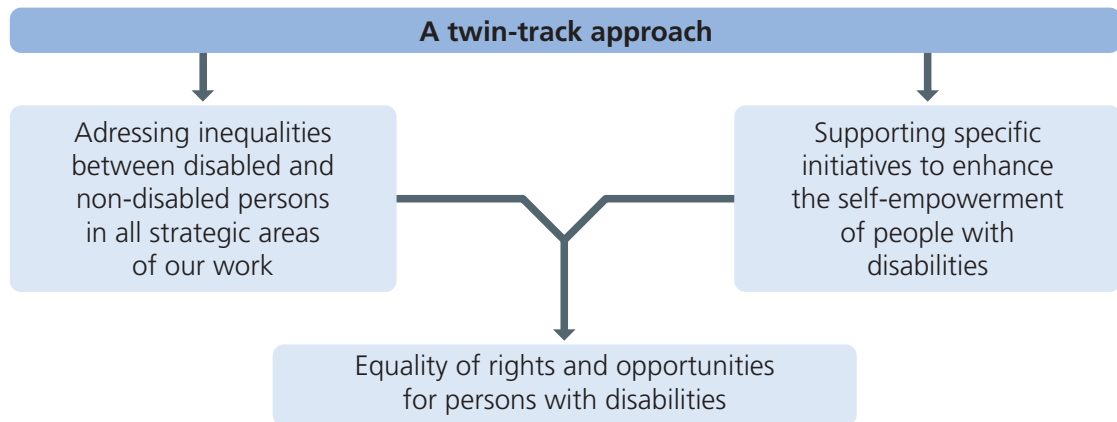 A twin-track approach
Adressing inequalities
between disabled and
non-disabled persons
in all strategic areas
of our work
Supporting specific
initiatives to enhance
the self-empowerment
of people with
disabilities
Equality of rights and opportunities
for persons with disabilities